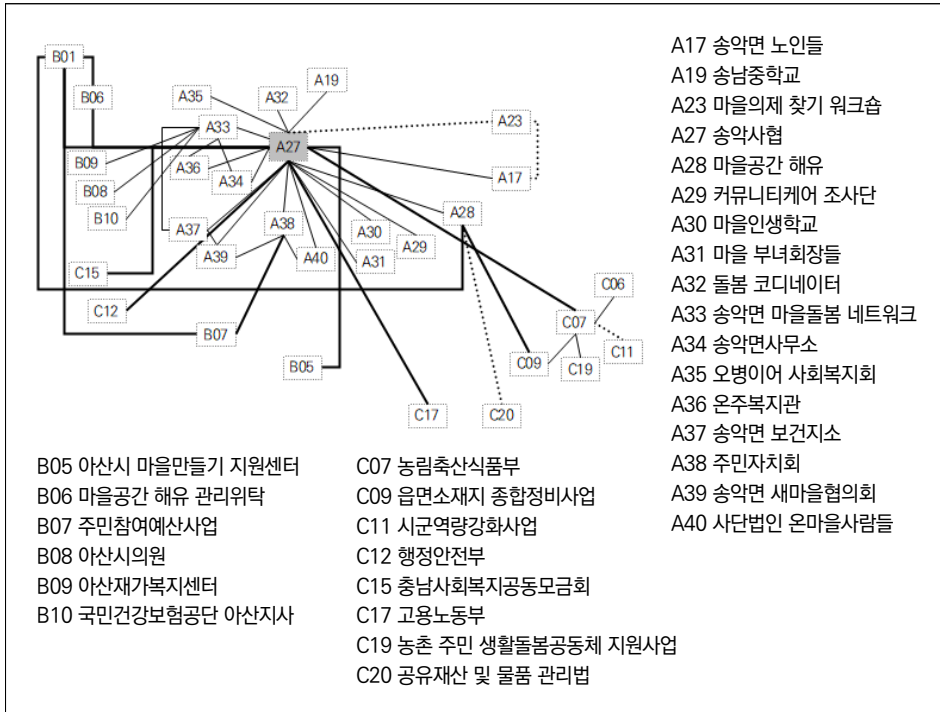 B01
B06
A35
A32
A19
A33
A23
A27
B09
A36
B08
A34
A17
B10
A28
A37
A38
A30
A29
A39
A40
A31
C15
C06
C12
C07
B07
C11
B05
C09
C19
C17
C20
A17 송악면 노인들
A19 송남중학교
A23 마을의제 찾기 워크숍
A27 송악사협
A28 마을공간 해유
A29 커뮤니티케어 조사단
A30 마을인생학교
A31 마을 부녀회장들
A32 돌봄 코디네이터
A33 송악면 마을돌봄 네트워크
A34 송악면사무소
A35 오병이어 사회복지회
A36 온주복지관
A37 송악면 보건지소
A38 주민자치회
A39 송악면 새마을협의회
A40 사단법인 온마을사람들
B05 아산시 마을만들기 지원센터
B06 마을공간 해유 관리위탁
B07 주민참여예산사업
B08 아산시의원
B09 아산재가복지센터
B10 국민건강보험공단 아산지사
C07 농림축산식품부
C09 읍면소재지 종합정비사업
C11 시군역량강화사업
C12 행정안전부
C15 충남사회복지공동모금회
C17 고용노동부
C19 농촌 주민 생활돌봄공동체 지원사업
C20 공유재산 및 물품 관리법